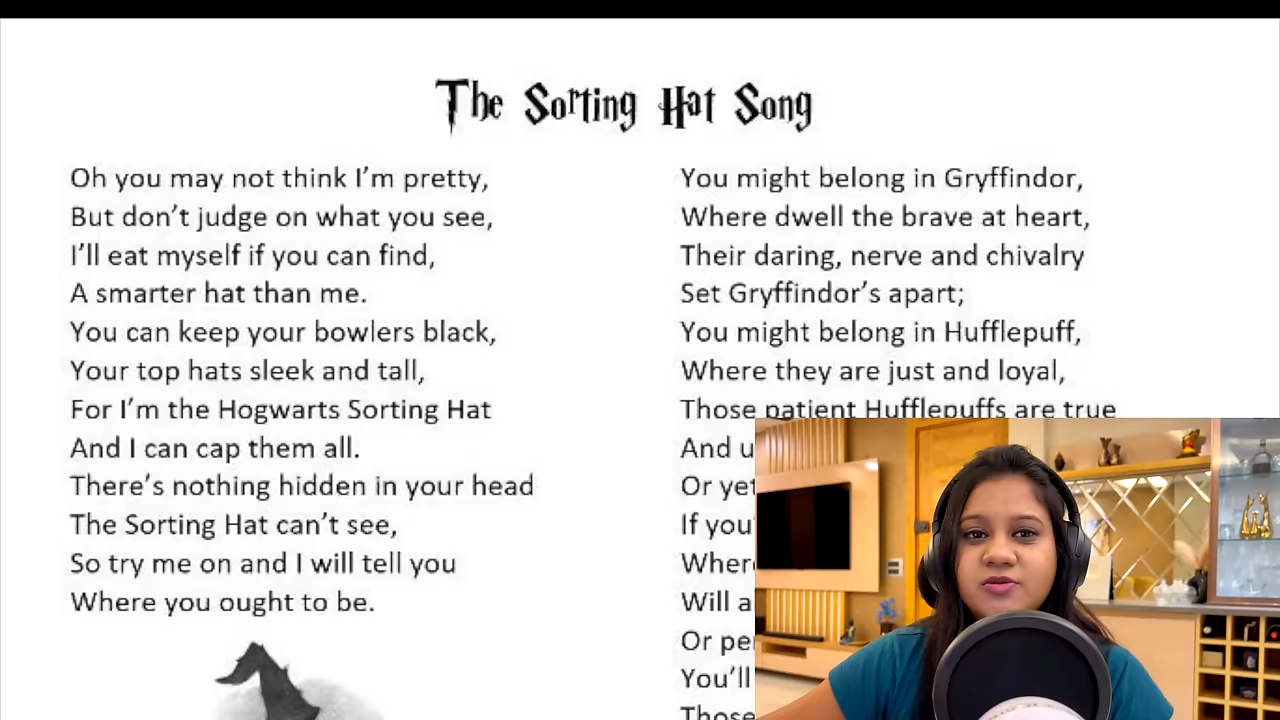 The Sorting Hat Song
Oh you may not think I'm pretty,
But don't judge on what you see,
I'll eat myself if you can find,
A smarter hat than me.
You can keep your bowlers black,
Your top hats sleek and tall,
For I'm the Hogwarts Sorting Hat
And I can cap them all.
There's nothing hidden in your head
The Sorting Hat can't see,
So try me on and I will tell you
Where you ought to be.
You might belong in Gryffindor,
Where dwell the brave at heart,
Their daring, nerve and chivalry
Set Gryffindor's apart;
You might belong in Hufflepuff,
Where they are just and loyal,
Those patient Hufflepuffs are true
And
Or
If
Or
You'll
Those